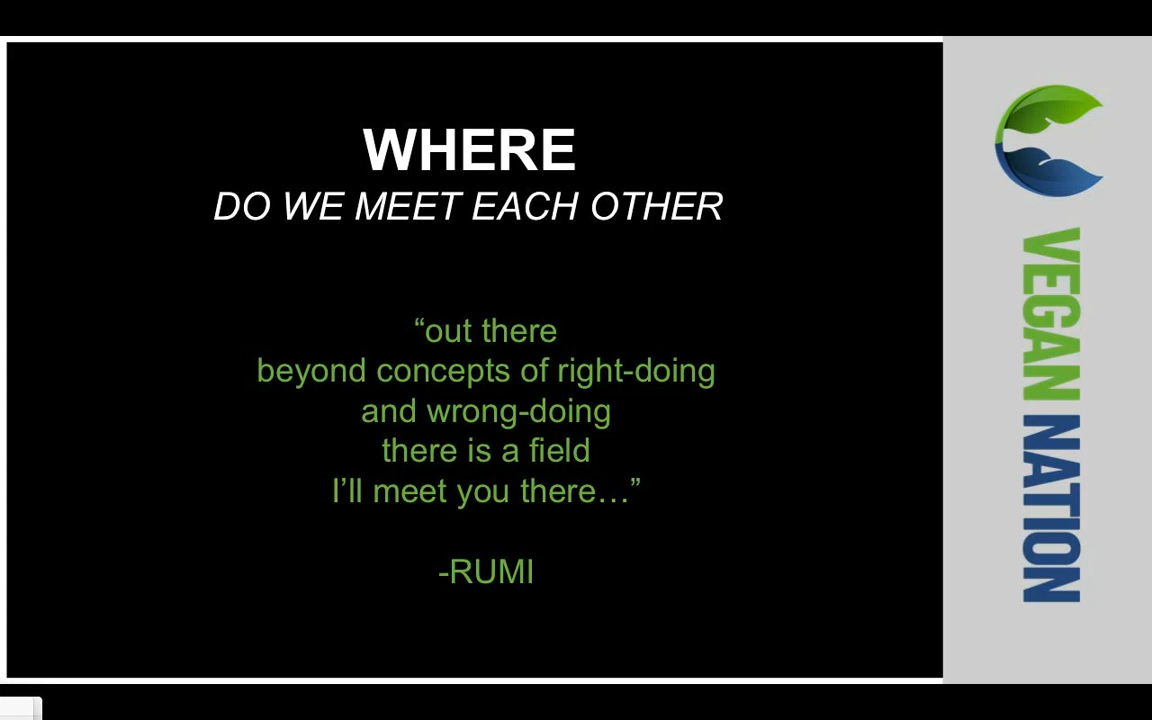 WHERE
DO WE MEET EACH OTHER
“out there
beyond concepts of right-doing
and wrong-doing
there is a field
I’ll meet you there…”
-RUMI
VEGAN NATION